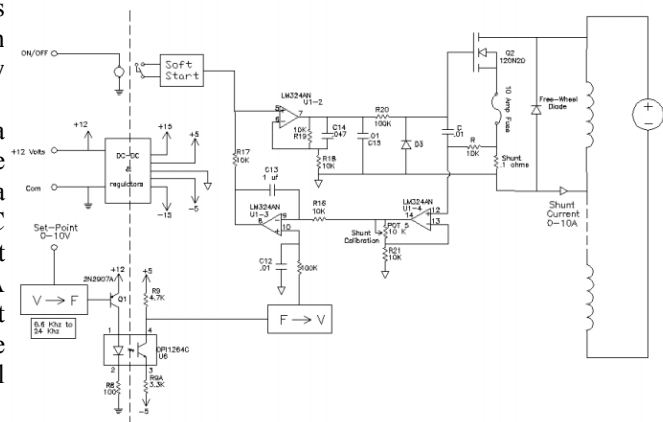 ON/OFF
Soft
Start
+12
+15
+5
+12 Volts
DC-DC
&
regulators
Com
-15
-5
Set-Point
0-10V
2N2907A
+12
+5
V → F
Q1
R9
4.7K
6.6 Khz to
24 Khz
1
4
OPI1264C
U6
2
3
R8
100
R9A
3.3K
-5
LM324AN
U1-2
5
6
7
R17
10K
10K
R19
C14
.047
.01
C15
R18
10K
R20
100K
D3
C
.01
Q2
120N20
10 Amp
Fuse
R
10K
Shunt
.1 ohms
Free-Wheel
Diode
Shunt
Current
0-10A
C13
1 uf
LM324AN
U1-3
8
9
10
R16
10K
LM324AN
U1-4
14
12
13
Shunt
Calibration
POT 5
10 K
R21
10K
C12
.01
100K
F → V